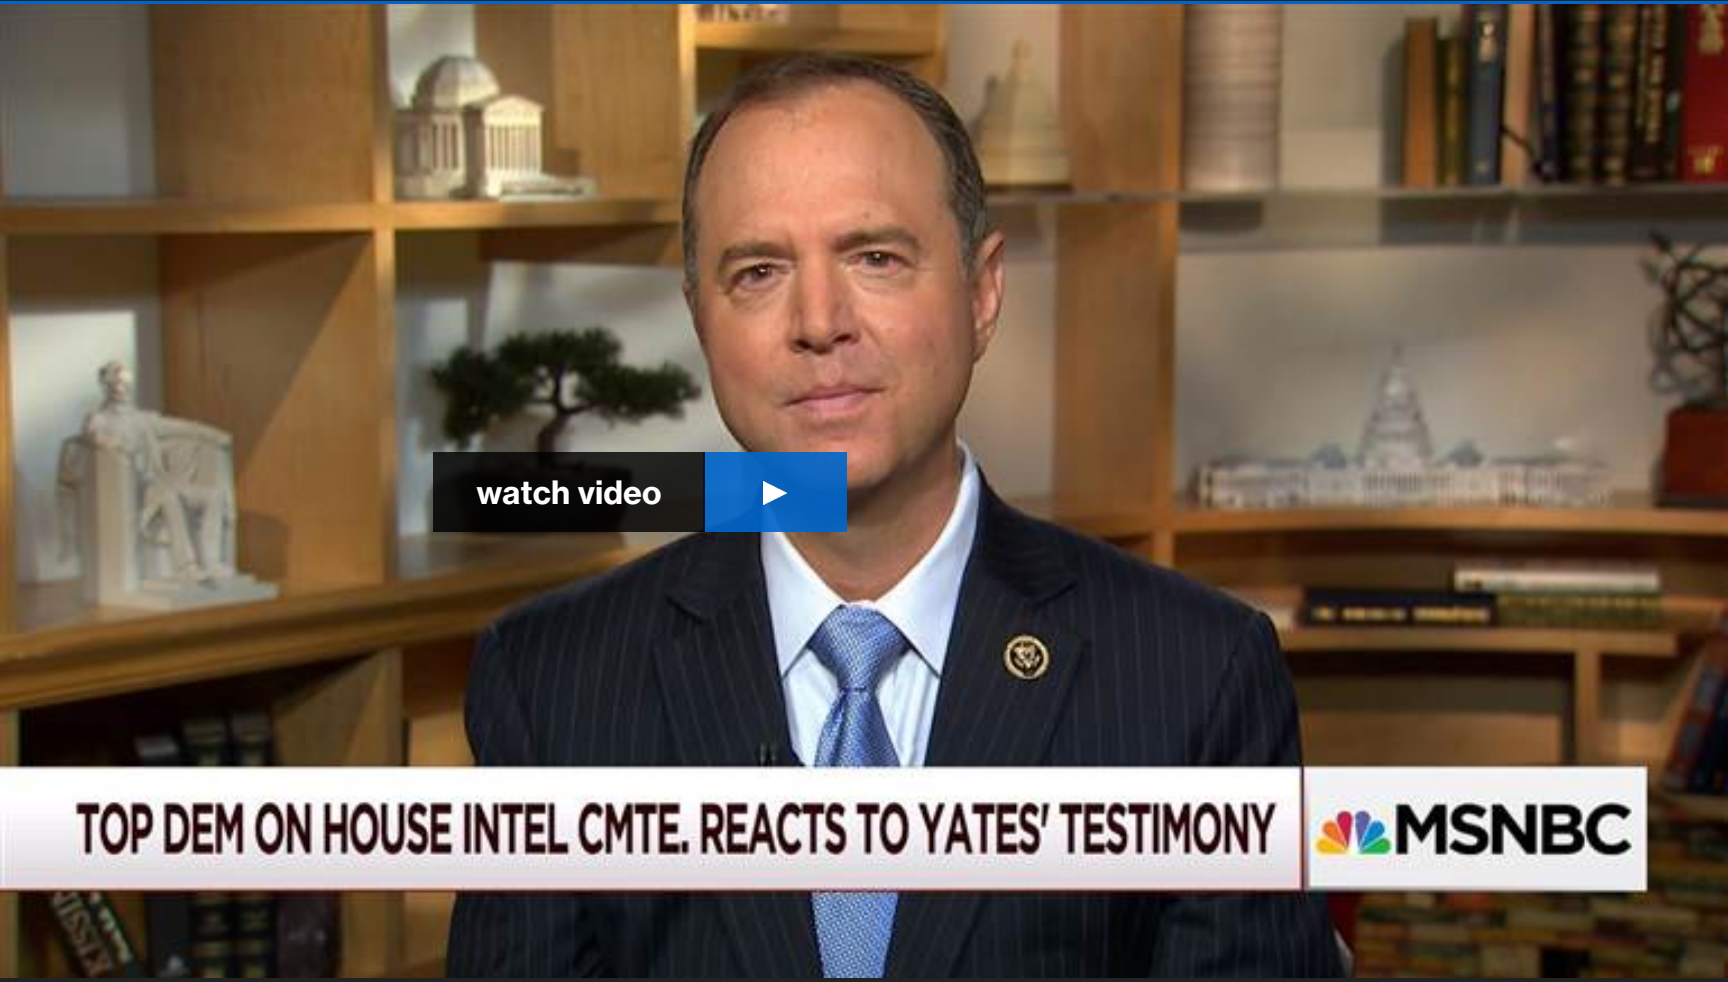 watch video
TOP DEM ON HOUSE INTEL CMTE. REACTS TO YATES' TESTIMONY
MSNBC